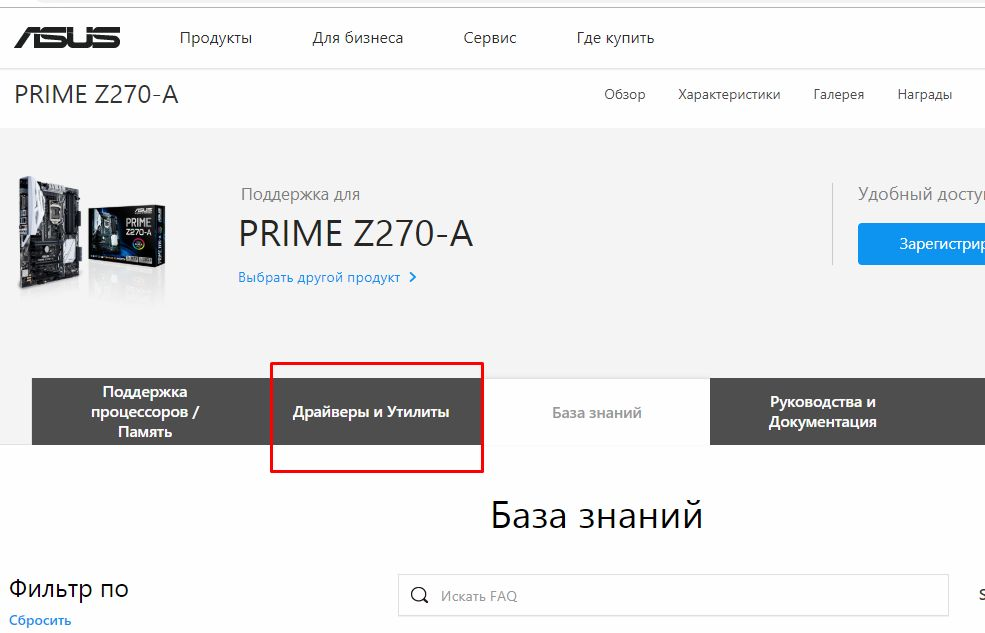 ASUS
Продукты
Для бизнеса
Сервис
Где купить
PRIME Z270-A
Обзор
Характеристики
Галерея
Награды
ASUS
PRIME
Z270-A
Поддержка для
PRIME Z270-A
Выбрать другой продукт
Удобный досту
Зарегистрир
Поддержка
процессоров /
Память
Драйверы и Утилиты
База знаний
Руководства и
Документация
База знаний
Фильтр по
Сбросить
Искать FAQ
S